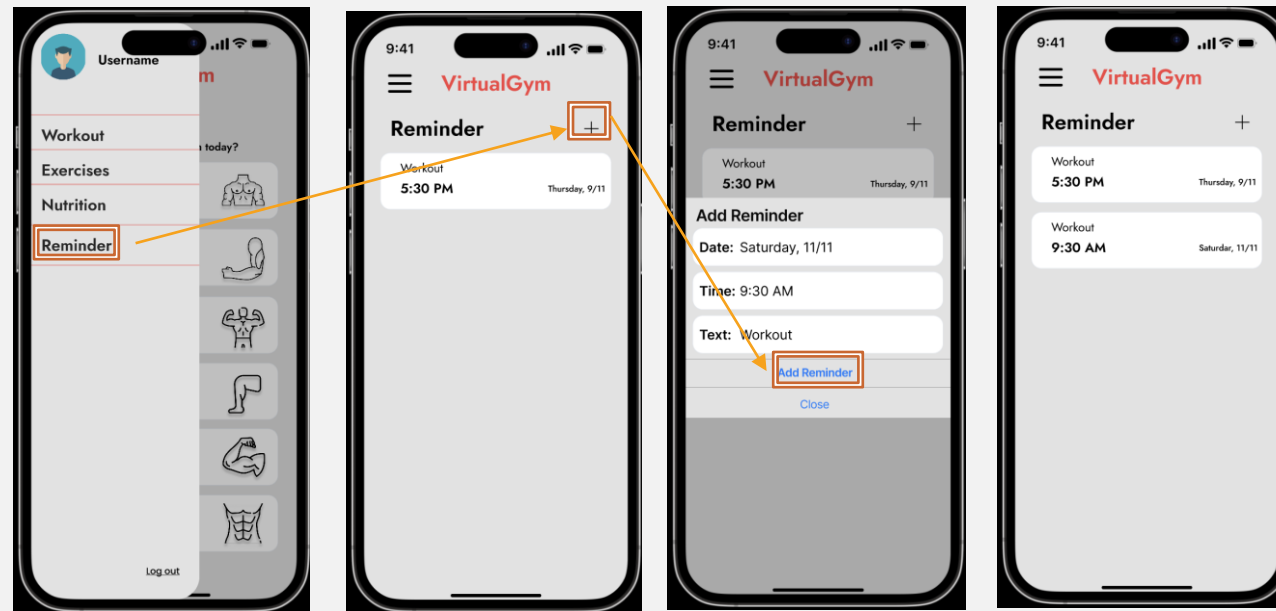 Username
m
Workout
n today?
Exercises
Nutrition
Reminder
Log out
9:41
VirtualGym
Reminder +
Workout
5:30 PM Thursday, 9/11
9:41
VirtualGym
Reminder +
Workout
5:30 PM Thursday, 9/11
Add Reminder
Date: Saturday, 11/11
Time: 9:30 AM
Text: Workout
Add Reminder
Close
9:41
VirtualGym
Reminder +
Workout
5:30 PM Thursday, 9/11
Workout
9:30 AM Saturdar, 11/11